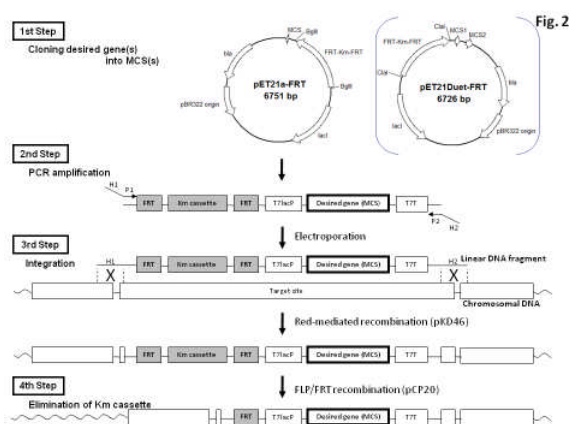 Fig. 2
1st Step
Cloning desired gene(s)
into MCS(s)
MCS
BglII
FRT-Km-FRT
bla
pET21a-FRT
6751 bp
BglII
pBR322 origin
lacI
ClaI
MCS1
MCS2
FRT-Km-FRT
ClaI
pET21Duet-FRT
6726 bp
bla
lacI
pBR322 origin
2nd Step
PCR amplification
H1
P1
FRT
Km cassette
FRT
T7lacP
Desired gene (MCS)
T7T
P2
H2
Electroporation
3rd Step
Integration
H1
FRT
Km cassette
FRT
T7lacP
Desired gene (MCS)
T7T
H2
Linear DNA fragment
X
X
Target site
Chromosomal DNA
Red-mediated recombination (pKD46)
FRT
Km cassette
FRT
T7lacP
Desired gene (MCS)
T7T
4th Step
Elimination of Km cassette
FLP/FRT recombination (pCP20)
FRT
T7lacP
Desired gene (MCS)
T7T